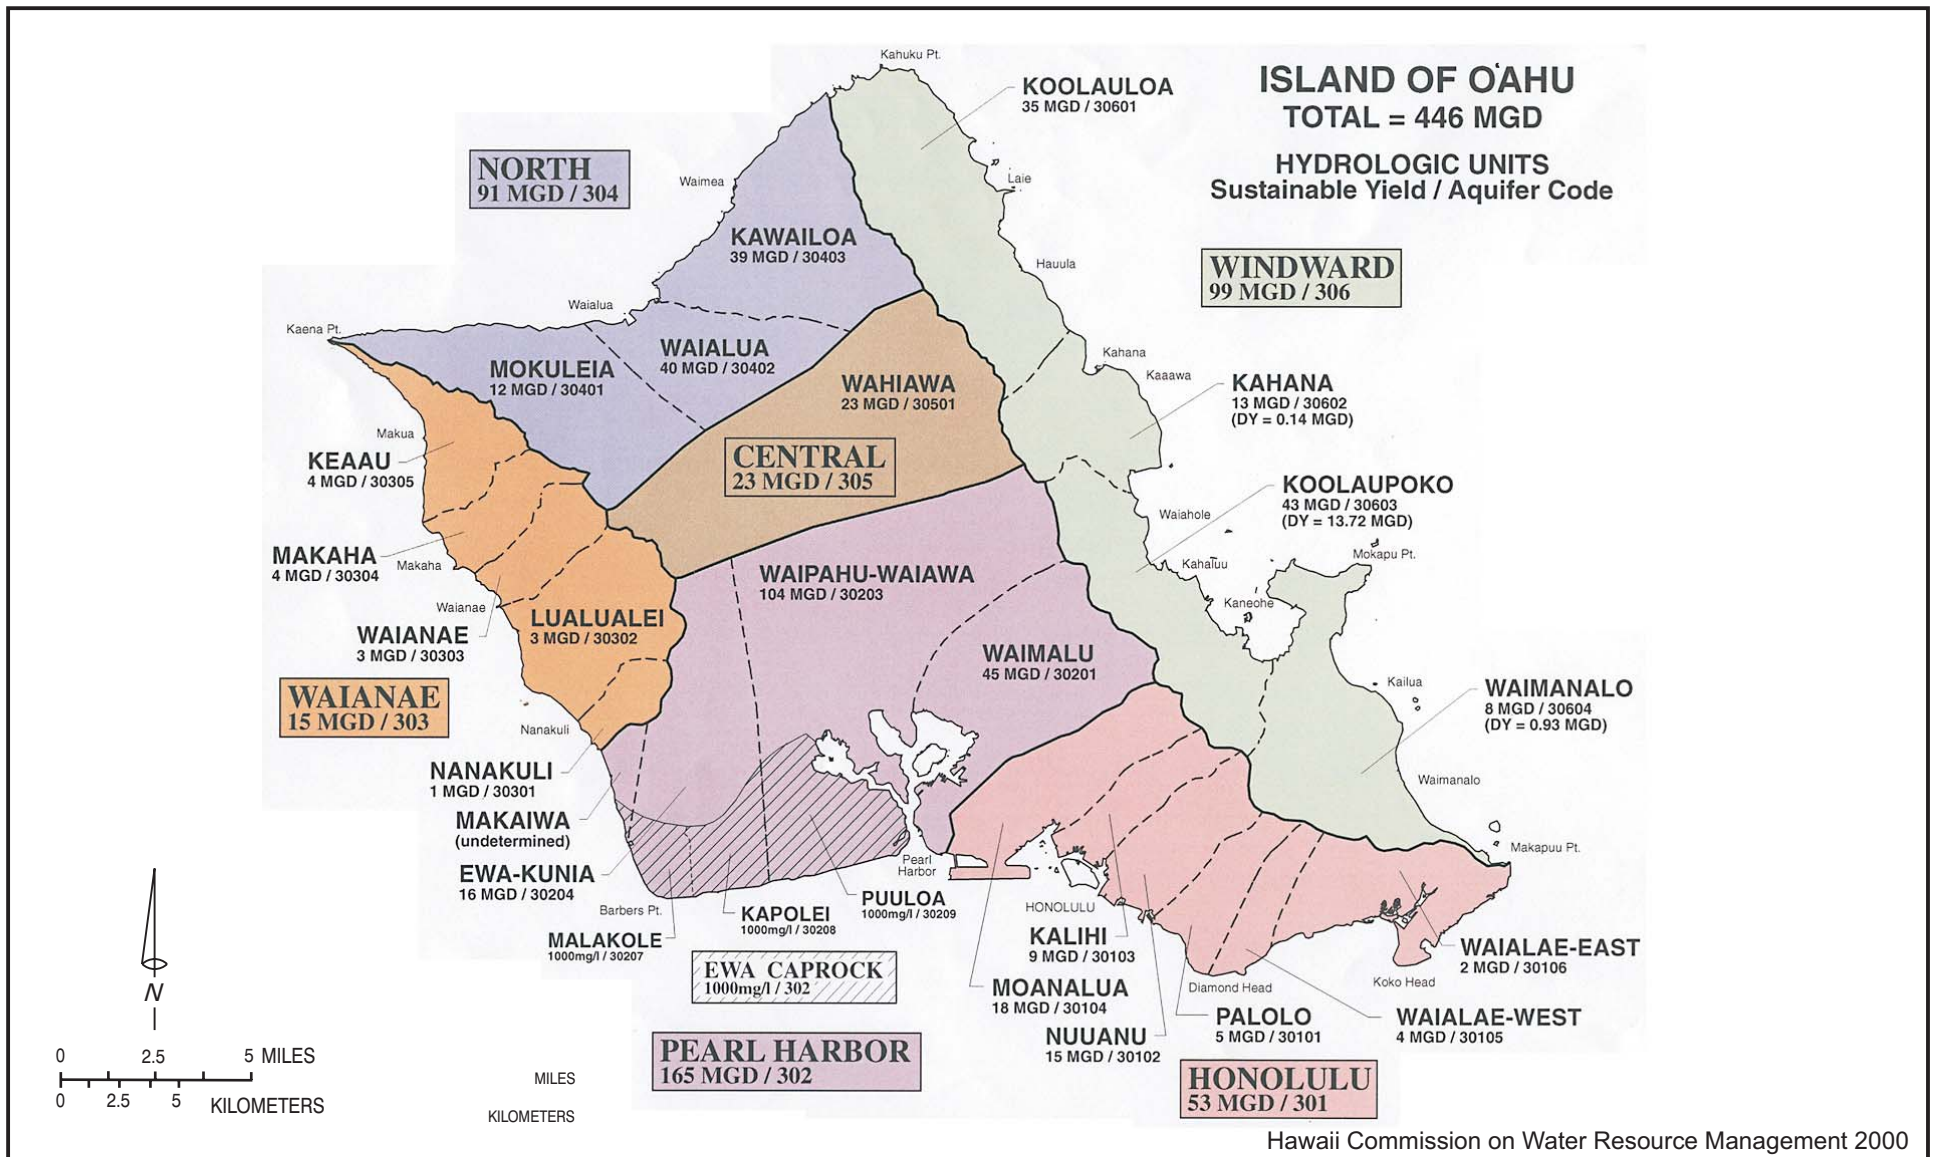 Kahuku Pt.
KOOLAULOA
35 MGD / 30601
ISLAND OF O'AHU
TOTAL = 446 MGD
HYDROLOGIC UNITS
Sustainable Yield / Aquifer Code
NORTH
91 MGD / 304
Waimea
Laie
KAWAILOA
39 MGD / 30403
Hauula
WINDWARD
99 MGD / 306
Waialua
Kaena Pt.
WAIALUA
40 MGD / 30402
MOKULEIA
12 MGD / 30401
WAHIAWA
23 MGD / 30501
Kahana
Kaaawa
KAHANA
13 MGD / 30602
(DY = 0.14 MGD)
Makua
KEAAU
4 MGD / 30305
CENTRAL
23 MGD / 305
KOOLAUPOKO
43 MGD / 30603
(DY = 13.72 MGD)
Waiahole
MAKAHA
4 MGD / 30304
Makaha
WAIPAHU-WAIAWA
104 MGD / 30203
Kahaluu
Mokapu Pt.
Waianae
WAIANAE
3 MGD / 30303
LUALUALEI
3 MGD / 30302
Kaneohe
WAIMALU
45 MGD / 30201
WAIANAE
15 MGD / 303
Kailua
WAIMANALO
8 MGD / 30604
(DY = 0.93 MGD)
Nanakuli
NANAKULI
1 MGD / 30301
Waimanalo
MAKAIWA
(undetermined)
Makapuu Pt.
EWA-KUNIA
16 MGD / 30204
Pearl
Harbor
Barbers Pt.
PUULOA
1000mg/l / 30209
KAPOLEI
1000mg/l / 30208
HONOLULU
MALAKOLE
1000mg/l / 30207
KALIHI
9 MGD / 30103
WAIALAE-EAST
2 MGD / 30106
EWA CAPROCK
1000mg/l / 302
Koko Head
Diamond Head
MOANALUA
18 MGD / 30104
N
PALOLO
5 MGD / 30101
WAIALAE-WEST
4 MGD / 30105
NUUANU
15 MGD / 30102
PEARL HARBOR
165 MGD / 302
HONOLULU
53 MGD / 301
0 2.5 5 MILES
0 2.5 5 KILOMETERS
MILES
KILOMETERS
Hawaii Commission on Water Resource Management 2000